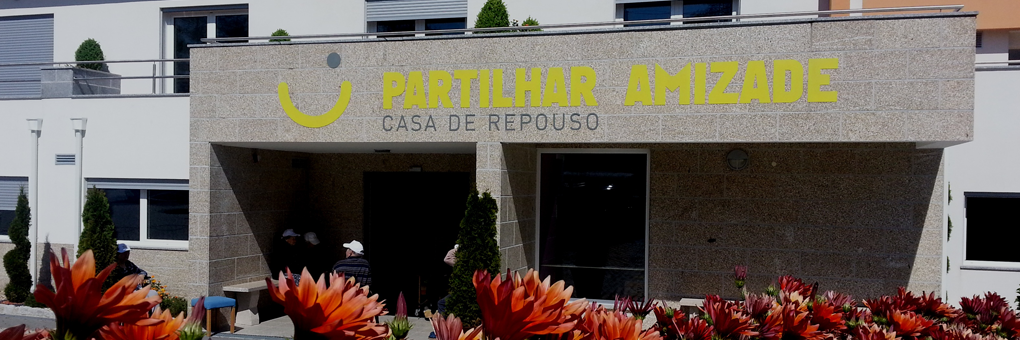 PARTILHAR AMIZADE
CASA DE REPOUSO